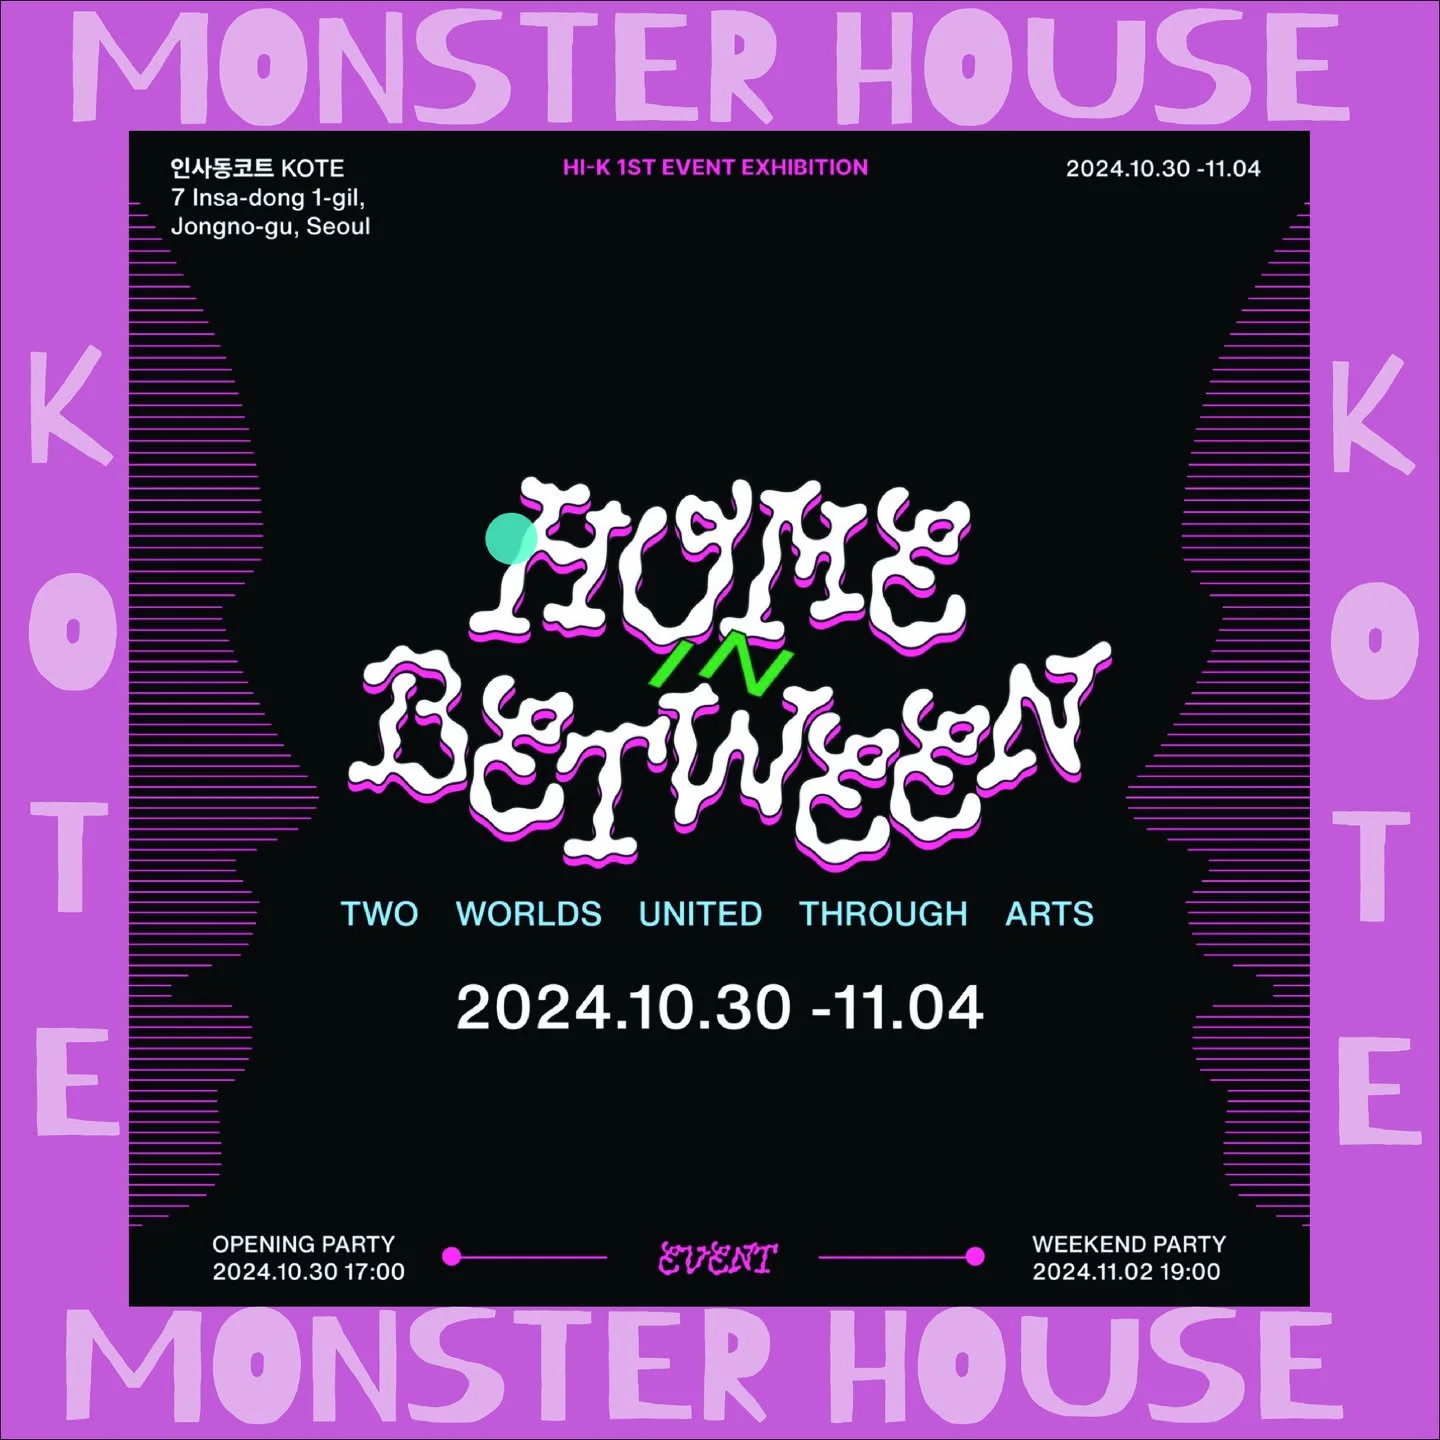 MONSTER HOUSE
인사동코트 KOTE
7 Insa-dong 1-gil,
Jongno-gu, Seoul
HI-K 1ST EVENT EXHIBITION
2024.10.30 -11.04
KOTE
KOTE
HOME
IN
BETWEEN
TWO WORLDS UNITED THROUGH ARTS
2024.10.30 -11.04
OPENING PARTY
2024.10.30 17:00
EVENT
WEEKEND PARTY
2024.11.02 19:00
MONSTER HOUSE